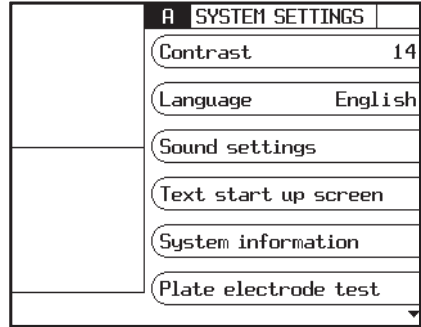 A SYSTEM SETTINGS
Contrast 14
Language English
Sound settings
Text start up screen
System information
Plate electrode test